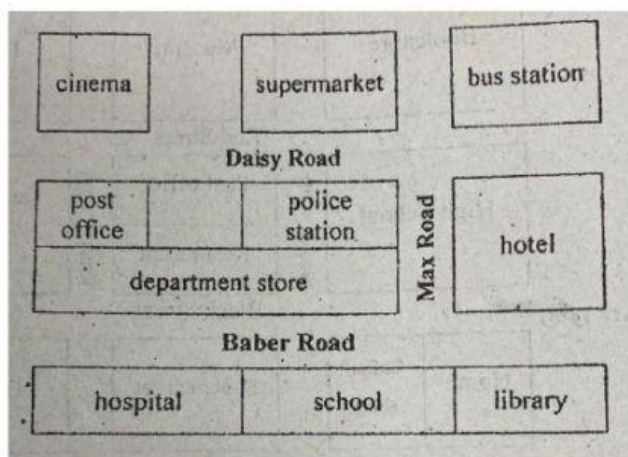 cinema
supermarket
bus station
Daisy Road
post
office
police
station
Max Road
hotel
department store
Baber Road
hospital
school
library